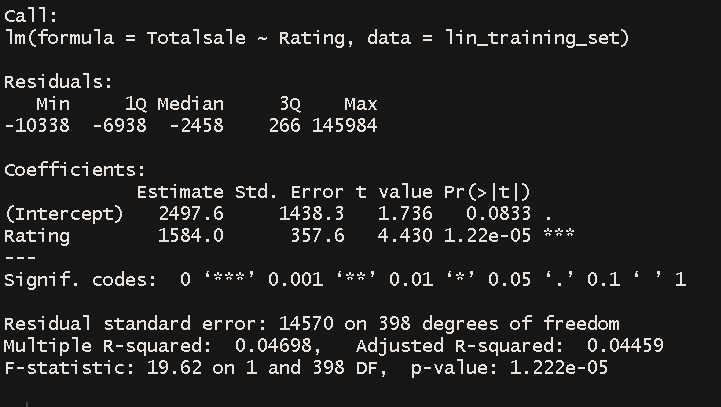 Call:
lm(formula = Totalsale ~ Rating, data = lin_training_set)
Residuals:
   Min     1Q Median     3Q    Max
-10338  -6938  -2458    266 145984
Coefficients:
            Estimate Std. Error t value Pr(>|t|)
(Intercept)   2497.6     1438.3   1.736   0.0833 .
Rating        1584.0      357.6   4.430 1.22e-05 ***
---
Signif. codes:  0 ‘***’ 0.001 ‘**’ 0.01 ‘*’ 0.05 ‘.’ 0.1 ‘ ’ 1
Residual standard error: 14570 on 398 degrees of freedom
Multiple R-squared:  0.04698,   Adjusted R-squared:  0.04459
F-statistic: 19.62 on 1 and 398 DF,  p-value: 1.222e-05